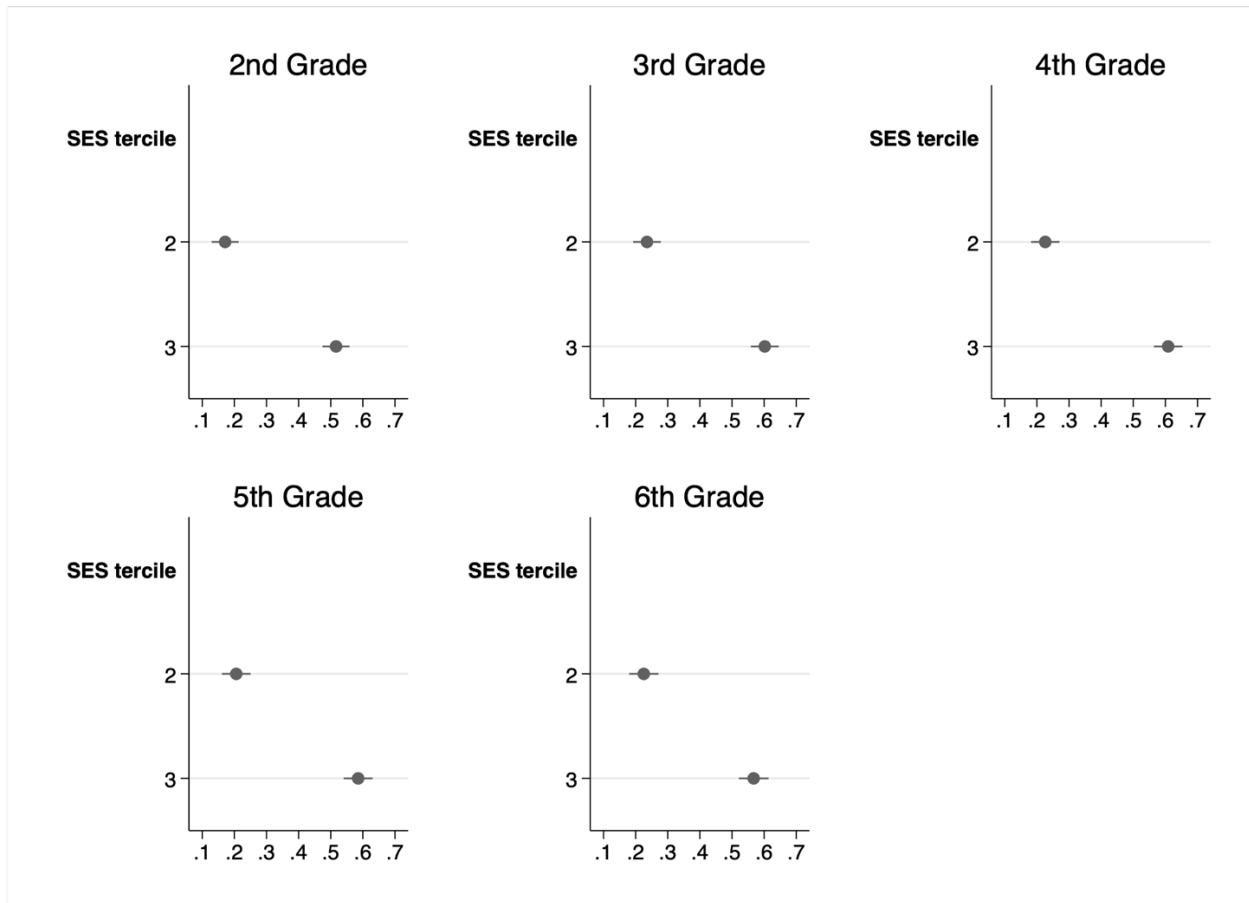 2nd Grade
SES tercile
2
3
.1 .2 .3 .4 .5 .6 .7
3rd Grade
SES tercile
2
3
.1 .2 .3 .4 .5 .6 .7
4th Grade
SES tercile
2
3
.1 .2 .3 .4 .5 .6 .7
5th Grade
SES tercile
2
3
.1 .2 .3 .4 .5 .6 .7
6th Grade
SES tercile
2
3
.1 .2 .3 .4 .5 .6 .7